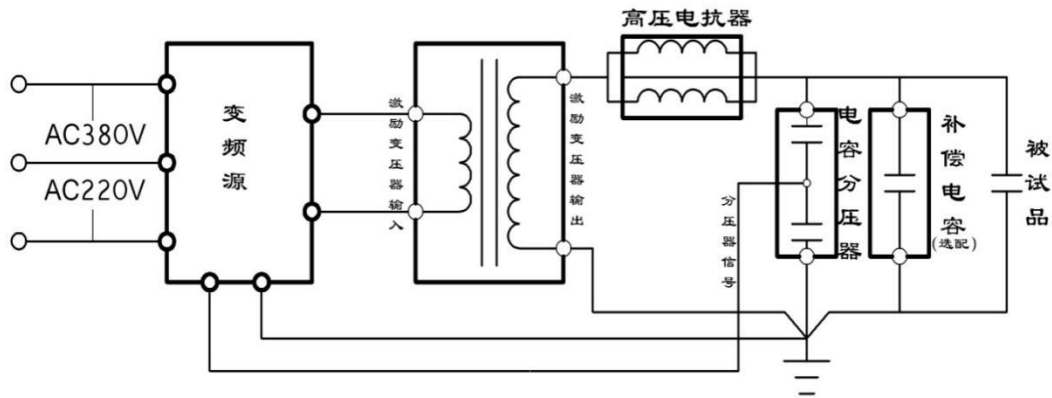 高压电抗器
AC380V
AC220V
变频源
激励变压器输入
激励变压器输出
分压器信号
电容分压器
补偿电容
(选配)
被试品